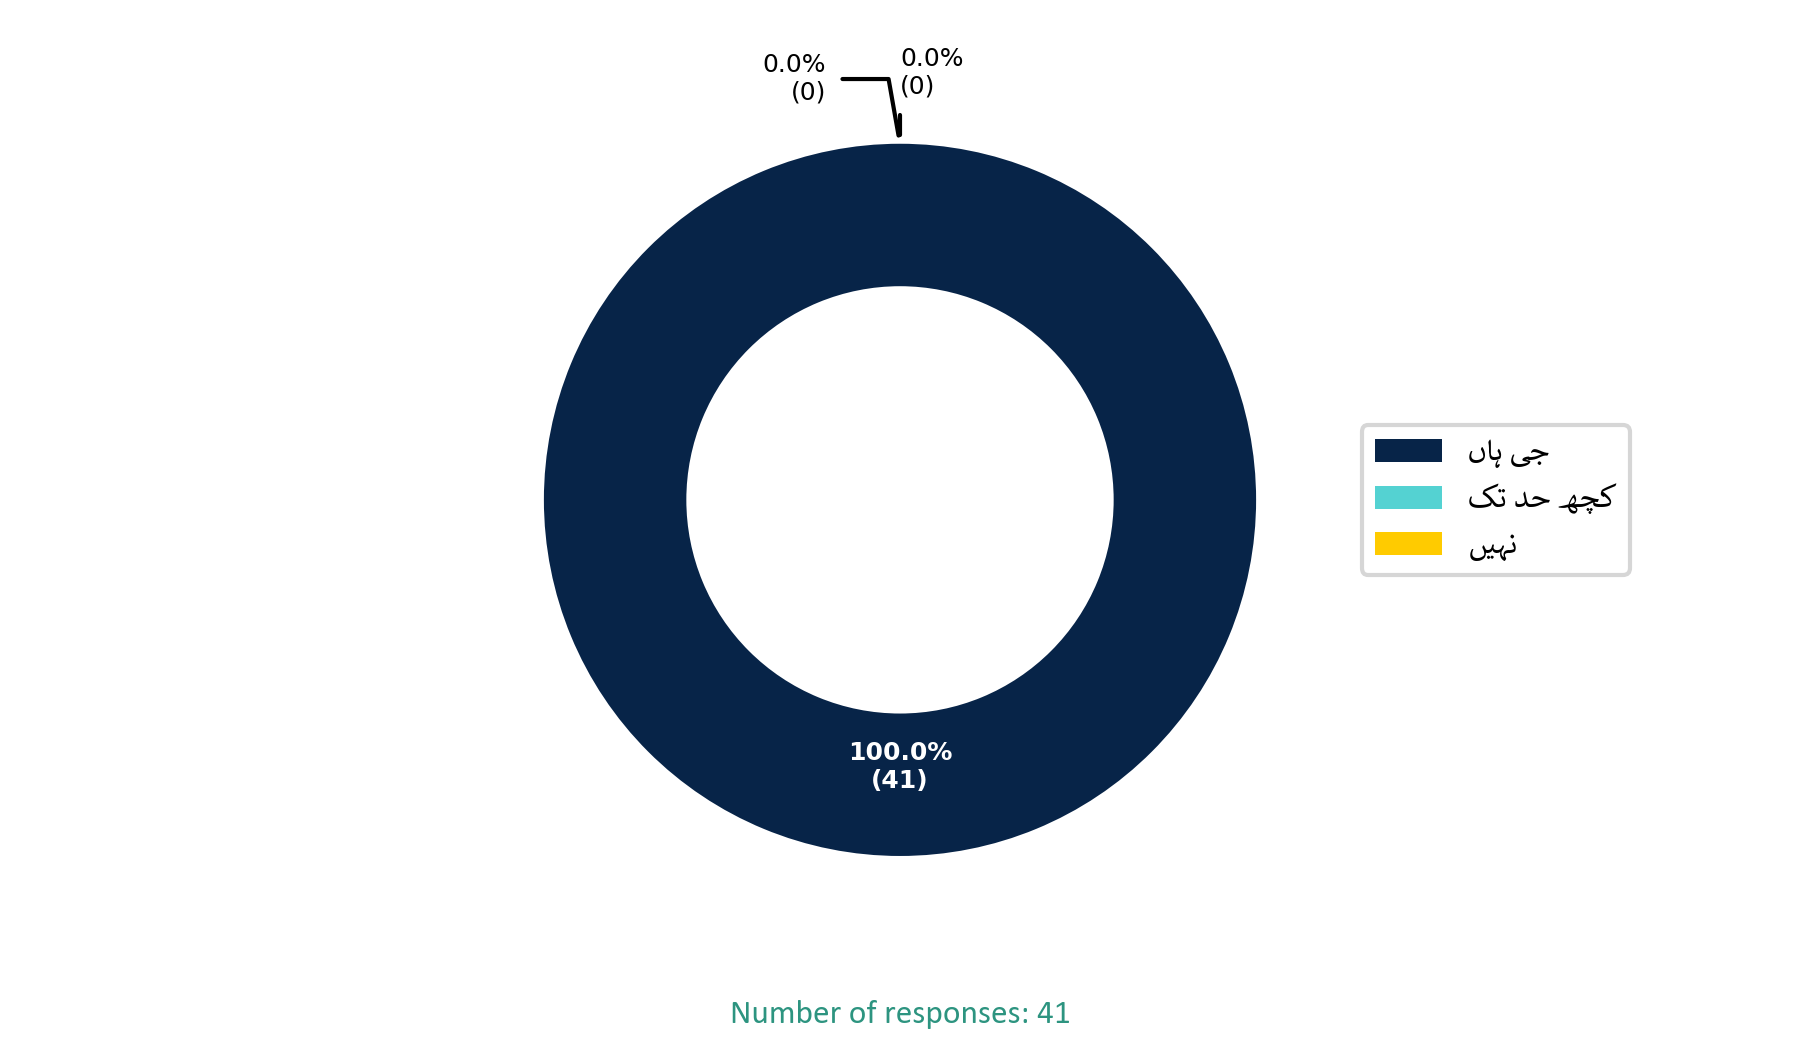 0.0%
(0)
0.0%
(0)
100.0%
(41)
جی ہاں
کچھ حد تک
نہیں
Number of responses: 41